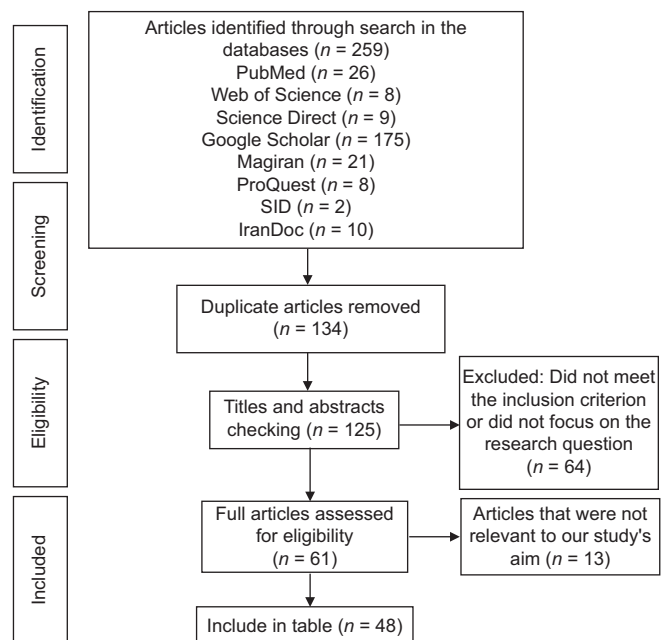 Identification
Articles identified through search in the
databases (n = 259)
PubMed (n = 26)
Web of Science (n = 8)
Science Direct (n = 9)
Google Scholar (n = 175)
Magiran (n = 21)
ProQuest (n = 8)
SID (n = 2)
IranDoc (n = 10)
Screening
Duplicate articles removed
(n = 134)
Eligibility
Titles and abstracts
checking (n = 125)
Excluded: Did not meet
the inclusion criterion
or did not focus on the
research question
(n = 64)
Included
Full articles assessed
for eligibility
(n = 61)
Articles that were not
relevant to our study's
aim (n = 13)
Include in table (n = 48)